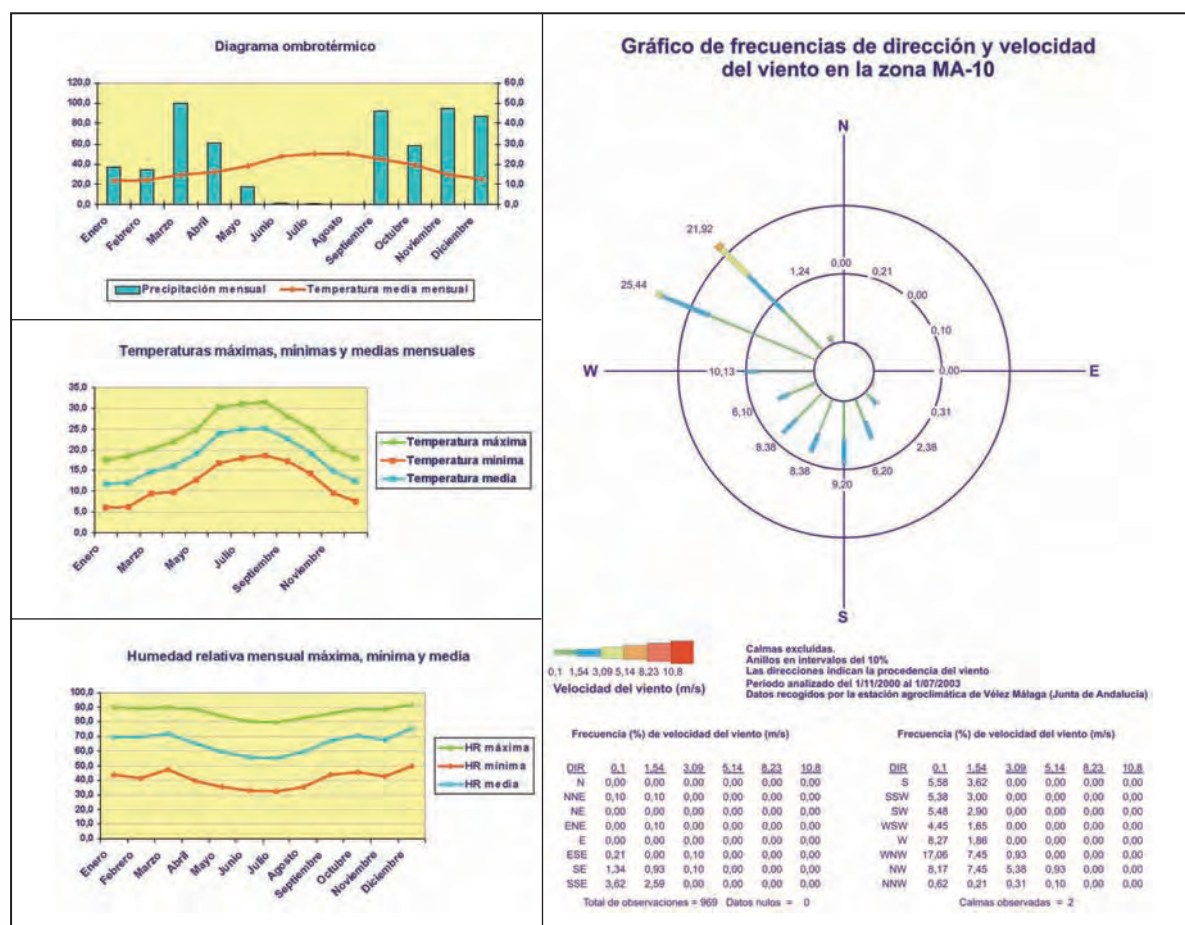 Diagrama ombrotérmico
120,0
100,0
80,0
60,0
40,0
20,0
0,0
60,0
50,0
40,0
30,0
20,0
10,0
0,0
Enero
Febrero
Marzo
Abril
Mayo
Junio
Julio
Agosto
Septiembre
Octubre
Noviembre
Diciembre
Precipitación mensual
Temperatura media mensual
Temperaturas máximas, mínimas y medias mensuales
35,0
30,0
25,0
20,0
15,0
10,0
5,0
0,0
Enero
Marzo
Mayo
Julio
Septiembre
Noviembre
Temperatura máxima
Temperatura mínima
Temperatura media
Humedad relativa mensual máxima, mínima y media
100,0
90,0
80,0
70,0
60,0
50,0
40,0
30,0
20,0
10,0
0,0
Enero
Febrero
Marzo
Abril
Mayo
Junio
Julio
Agosto
Septiembre
Octubre
Noviembre
Diciembre
HR máxima
HR mínima
HR media
Gráfico de frecuencias de dirección y velocidad
del viento en la zona MA-10
N
21,92
1,24
0,00
0,21
25,44
0,00
0,10
W
10,13
0,00
E
6,10
0,31
8,38
2,38
8,38
6,20
9,20
S
0,1 1,54 3,09 5,14 8,23 10,8
Velocidad del viento (m/s)
Calmas excluidas.
Anillos en intervalos del 10%
Las direcciones indican la procedencia del viento
Periodo analizado del 1/11/2000 al 1/07/2003
Datos recogidos por la estación agroclimática de Vélez Málaga (Junta de Andalucia)
Frecuencia (%) de velocidad del viento (m/s)
DIR 0,1 1,54 3,09 5,14 8,23 10,8
N 0,00 0,00 0,00 0,00 0,00 0,00
NNE 0,10 0,10 0,00 0,00 0,00 0,00
NE 0,00 0,00 0,00 0,00 0,00 0,00
ENE 0,00 0,10 0,00 0,00 0,00 0,00
E 0,00 0,00 0,00 0,00 0,00 0,00
ESE 0,21 0,00 0,10 0,00 0,00 0,00
SE 1,34 0,93 0,10 0,00 0,00 0,00
SSE 3,62 2,59 0,00 0,00 0,00 0,00
Total de observaciones = 969 Datos nulos = 0
Frecuencia (%) de velocidad del viento (m/s)
DIR 0,1 1,54 3,09 5,14 8,23 10,8
S 5,58 3,62 0,00 0,00 0,00 0,00
SSW 5,38 3,00 0,00 0,00 0,00 0,00
SW 5,48 2,90 0,00 0,00 0,00 0,00
WSW 4,45 1,65 0,00 0,00 0,00 0,00
W 8,27 1,86 0,00 0,00 0,00 0,00
WNW 17,06 7,45 0,93 0,00 0,00 0,00
NW 8,17 7,45 5,38 0,93 0,00 0,00
NNW 0,62 0,21 0,31 0,10 0,00 0,00
Calmas observadas = 2